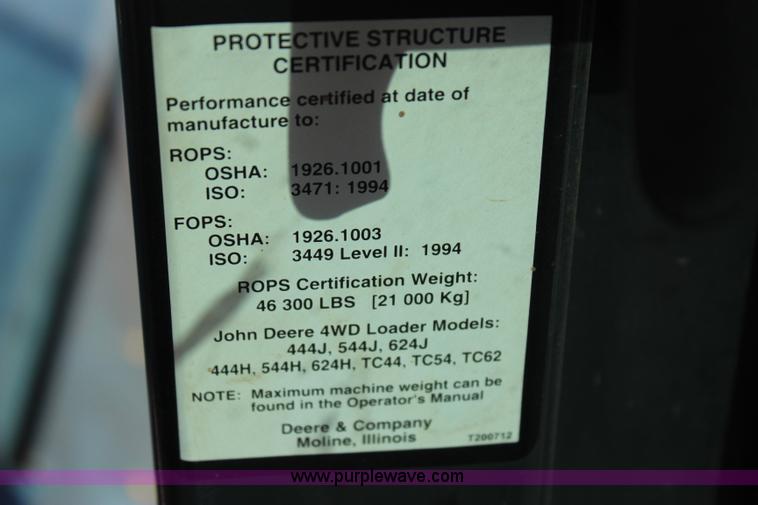 PROTECTIVE STRUCTURE
CERTIFICATION
Performance certified at date of
manufacture to:
ROPS:
OSHA: 1926.1001
ISO: 3471: 1994
FOPS:
OSHA: 1926.1003
ISO: 3449 Level II: 1994
ROPS Certification Weight:
46 300 LBS [21 000 Kg]
John Deere 4WD Loader Models:
444J, 544J, 624J
444H, 544H, 624H, TC44, TC54, TC62
NOTE: Maximum machine weight can be
found in the Operator's Manual
Deere & Company
Moline, Illinois T200712
www.purplewave.com